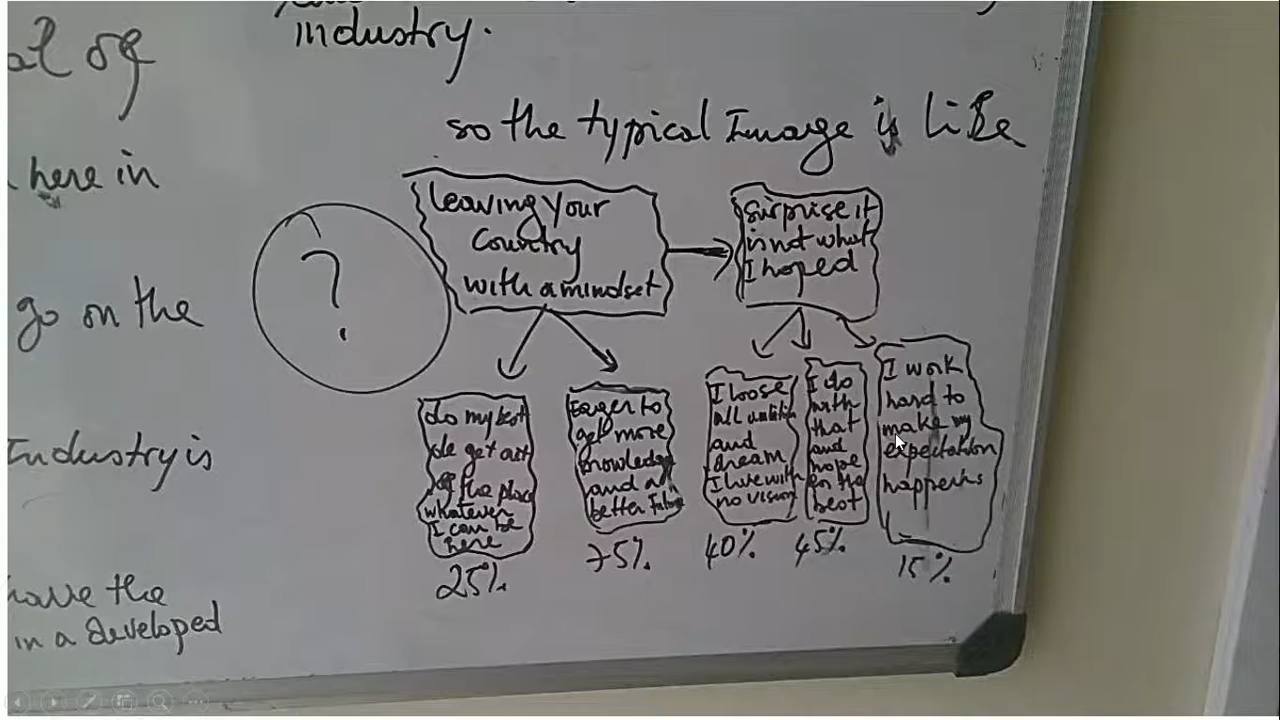 industry.
of
so the typical Image is like
here in
leaving your
Country
with a mindset
surprise it
is not what
I hoped
?
go on the
do my best
get out
of the place
whatever
I can be
here
25%
Eager to
get more
knowledge
and a
better future
75%
I loose
all ambition
and
dream
I live with
no vision
40%
I do
with
that
and
hope
for the
best
45%
I work
hard to
make my
expectation
happens
15%
Industry is
have the
in a developed